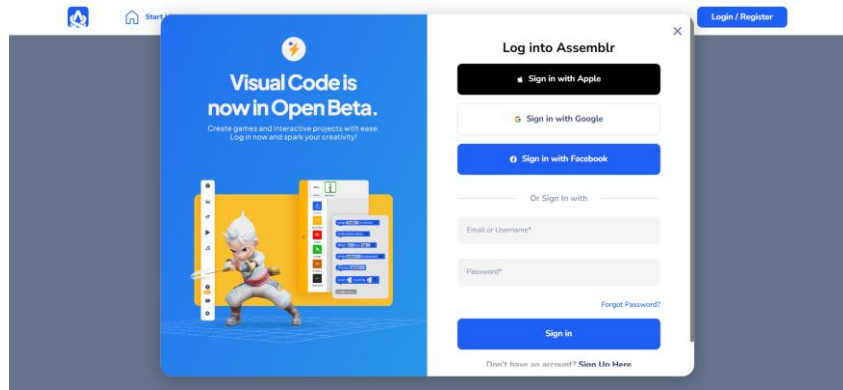 Start
Login / Register
Visual Code is
now in Open Beta.
Create games and interactive projects with ease.
Log in now and spark your creativity!
Log into Assemblr
Sign in with Apple
Sign in with Google
Sign in with Facebook
Or Sign In with
Email or Username*
Password*
Forgot Password?
Sign in
Don't have an account? Sign Up Here